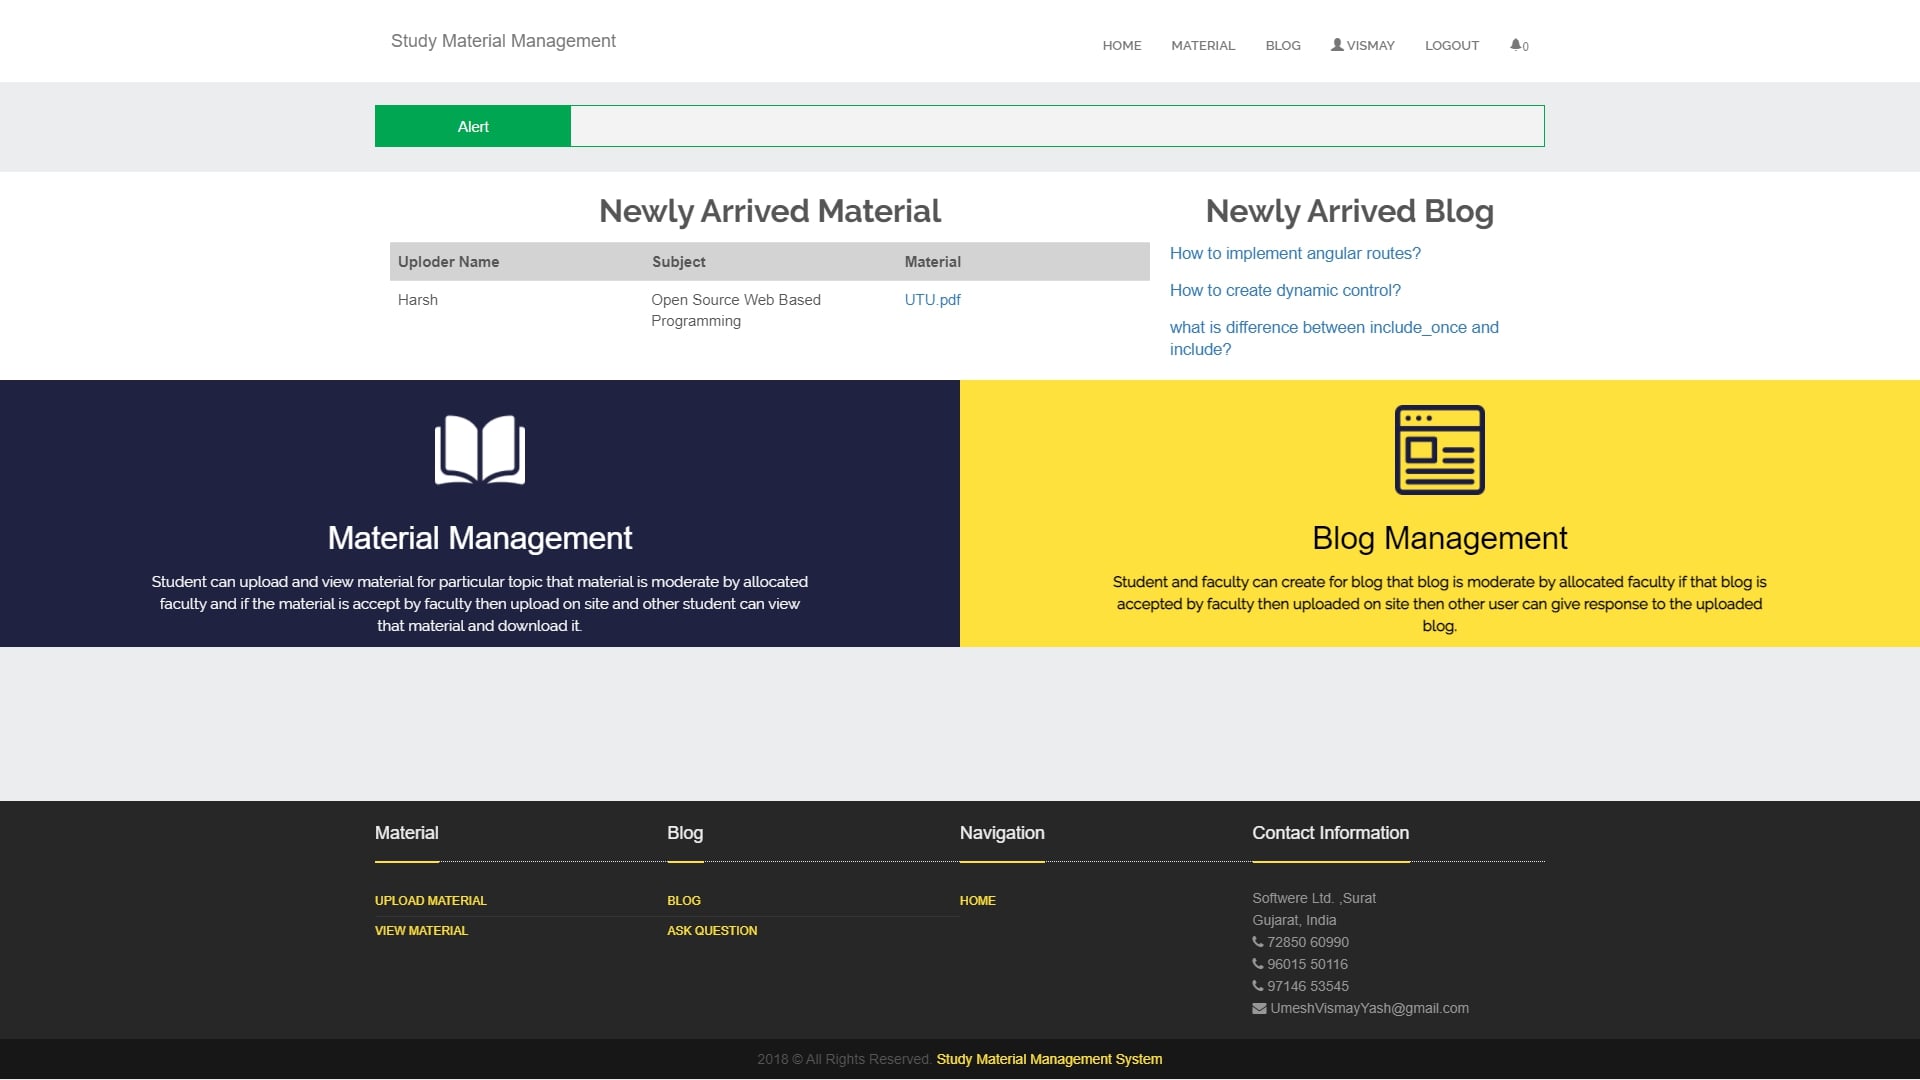 Study Material Management
HOME MATERIAL BLOG VISMAY LOGOUT 0
Alert
Newly Arrived Material
Uploder Name Subject Material
Harsh Open Source Web Based UTU.pdf
Programming
Newly Arrived Blog
How to implement angular routes?
How to create dynamic control?
what is difference between include_once and
include?
Material Management
Student can upload and view material for particular topic that material is moderate by allocated
faculty and if the material is accept by faculty then upload on site and other student can view
that material and download it.
Blog Management
Student and faculty can create for blog that blog is moderate by allocated faculty if that blog is
accepted by faculty then uploaded on site then other user can give response to the uploaded
blog.
Material
UPLOAD MATERIAL
VIEW MATERIAL
Blog
BLOG
ASK QUESTION
Navigation
HOME
Contact Information
Softwere Ltd. ,Surat
Gujarat, India
72850 60990
96015 50116
97146 53545
UmeshVismayYash@gmail.com
2018 © All Rights Reserved. Study Material Management System